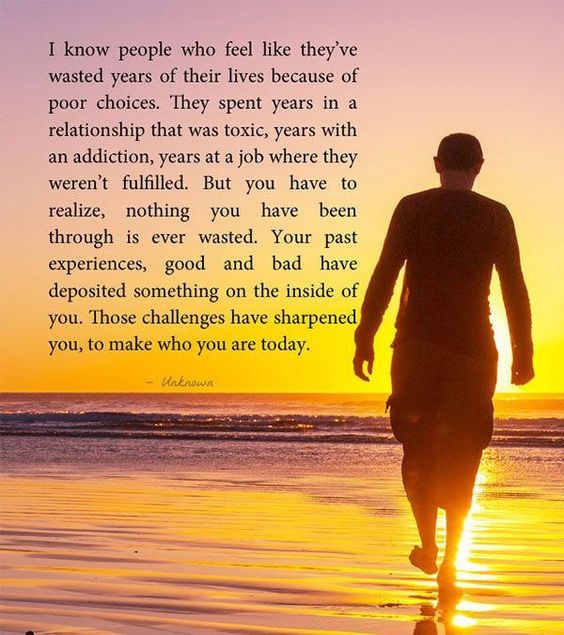 I know people who feel like they've
wasted years of their lives because of
poor choices. They spent years in a
relationship that was toxic, years with
an addiction, years at a job where they
weren't fulfilled. But you have to
realize, nothing you have been
through is ever wasted. Your past
experiences, good and bad have
deposited something on the inside of
you. Those challenges have sharpened
you, to make who you are today.
– Unknown